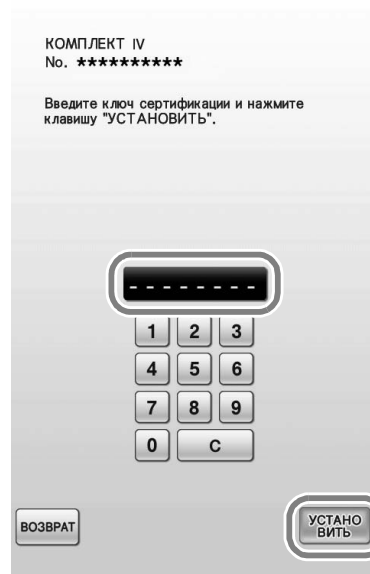 КОМПЛЕКТ IV
No. **********
Введите ключ сертификации и нажмите
клавишу "УСТАНОВИТЬ".
- - - - - - - -
1 2 3
4 5 6
7 8 9
0 C
ВОЗВРАТ
УСТАНО
ВИТЬ